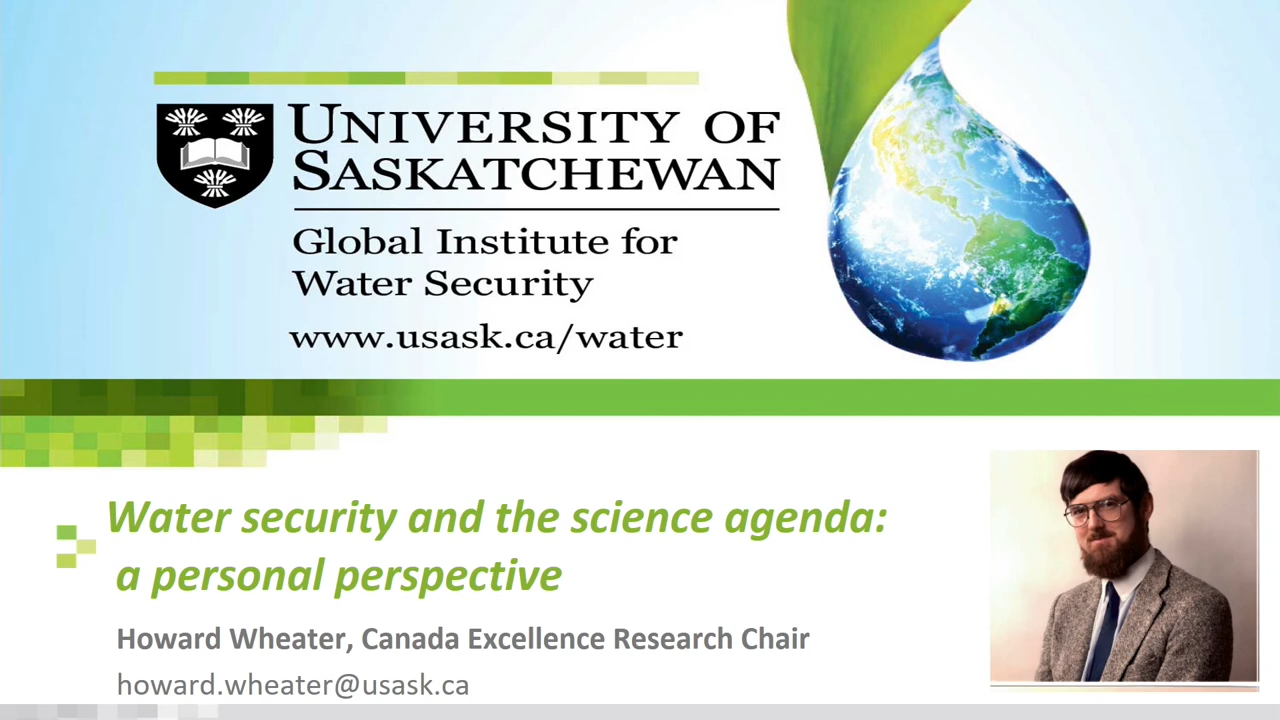 UNIVERSITY OF
SASKATCHEWAN
Global Institute for
Water Security
www.usask.ca/water
Water security and the science agenda:
a personal perspective
Howard Wheater, Canada Excellence Research Chair
howard.wheater@usask.ca